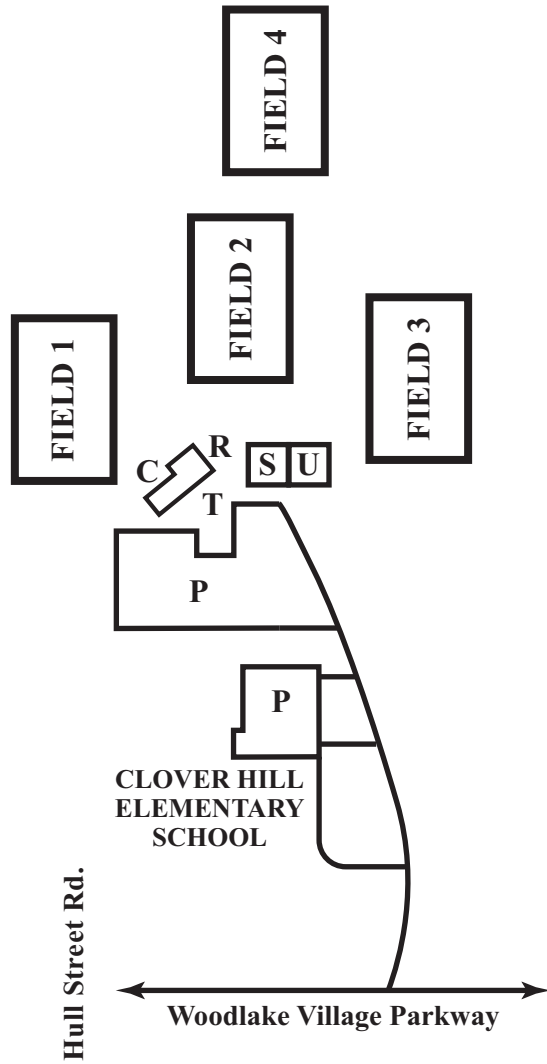 FIELD 4
FIELD 2
FIELD 1
FIELD 3
C
R
S
U
T
P
P
CLOVER HILL
ELEMENTARY
SCHOOL
Hull Street Rd.
Woodlake Village Parkway